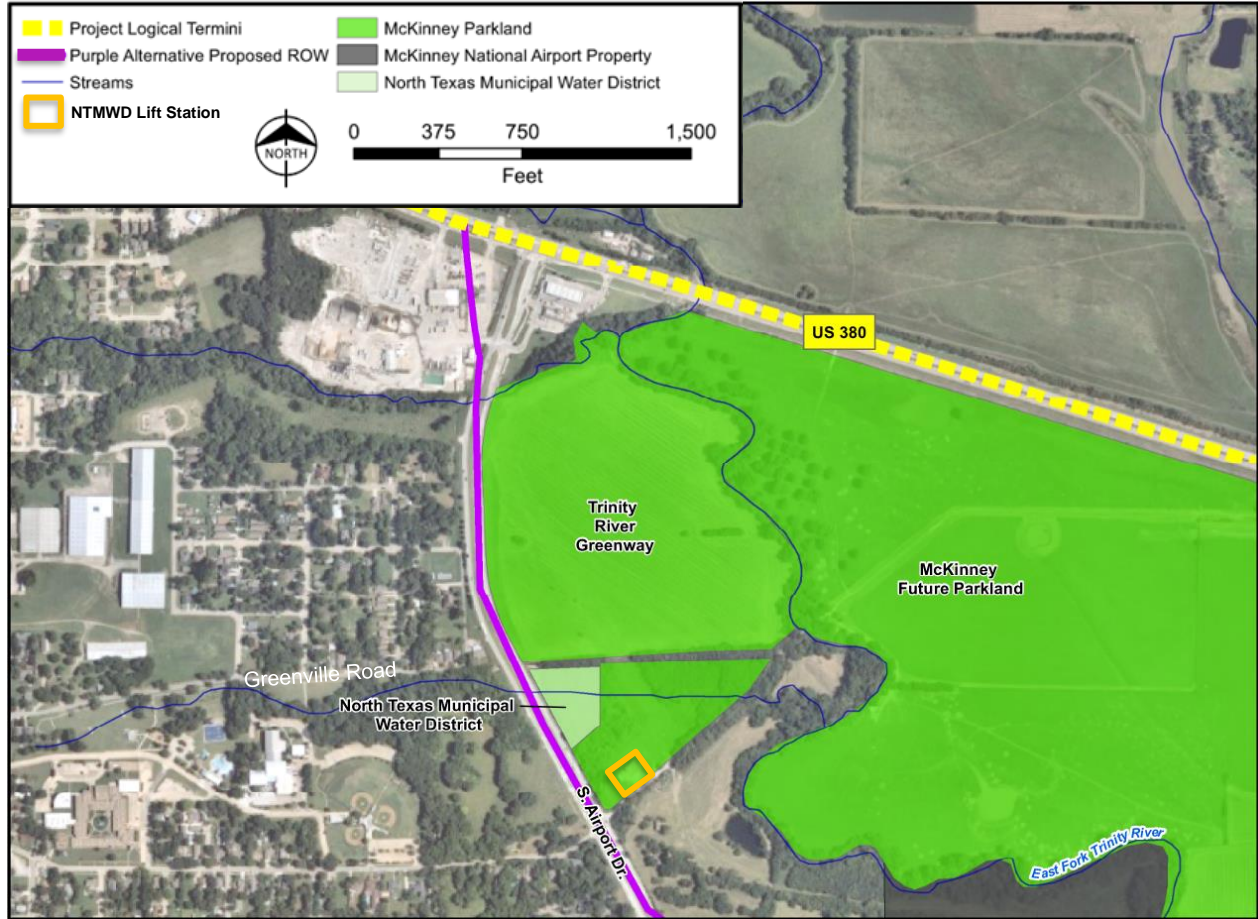 Project Logical Termini
Purple Alternative Proposed ROW
Streams
NTMWD Lift Station
McKinney Parkland
McKinney National Airport Property
North Texas Municipal Water District
NORTH
0 375 750 1,500
Feet
US 380
Trinity
River
Greenway
McKinney
Future Parkland
Greenville Road
North Texas Municipal
Water District
S. Airport Dr.
East Fork Trinity River